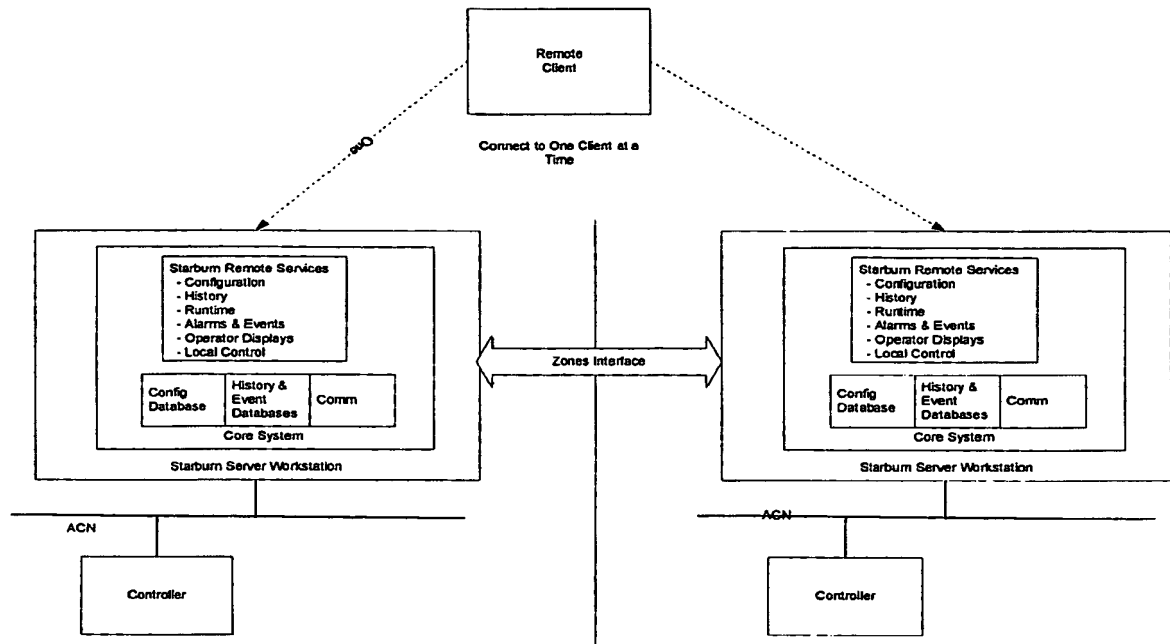 Remote
Client
One
Connect to One Client at a
Time
Starburn Remote Services
- Configuration
- History
- Runtime
- Alarms & Events
- Operator Displays
- Local Control
Config
Database
History &
Event
Databases
Comm
Core System
Starburn Server Workstation
ACN
Controller
Zones Interface
Starburn Remote Services
- Configuration
- History
- Runtime
- Alarms & Events
- Operator Displays
- Local Control
Config
Database
History &
Event
Databases
Comm
Core System
Starburn Server Workstation
ACN
Controller